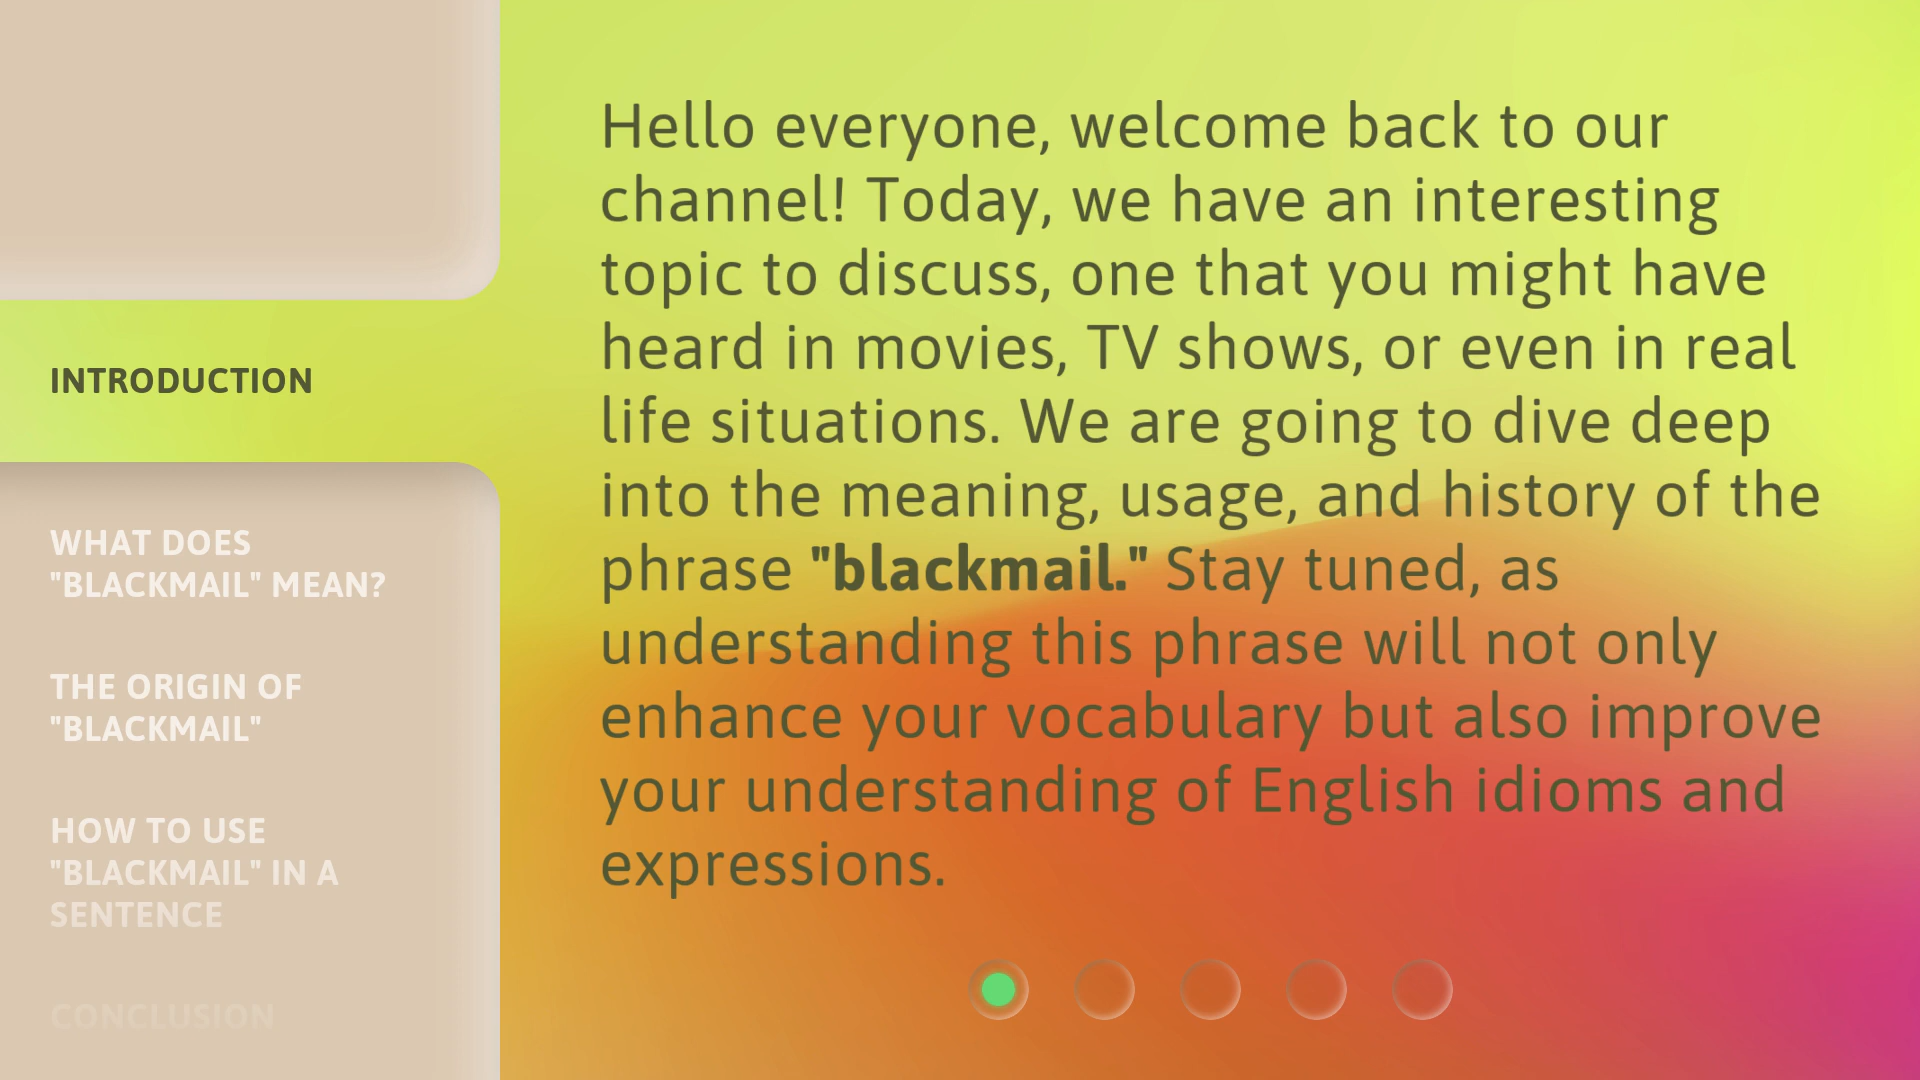 INTRODUCTION
WHAT DOES
"BLACKMAIL" MEAN?
THE ORIGIN OF
"BLACKMAIL"
HOW TO USE
"BLACKMAIL" IN A
SENTENCE
CONCLUSION
Hello everyone, welcome back to our
channel! Today, we have an interesting
topic to discuss, one that you might have
heard in movies, TV shows, or even in real
life situations. We are going to dive deep
into the meaning, usage, and history of the
phrase "blackmail." Stay tuned, as
understanding this phrase will not only
enhance your vocabulary but also improve
your understanding of English idioms and
expressions.